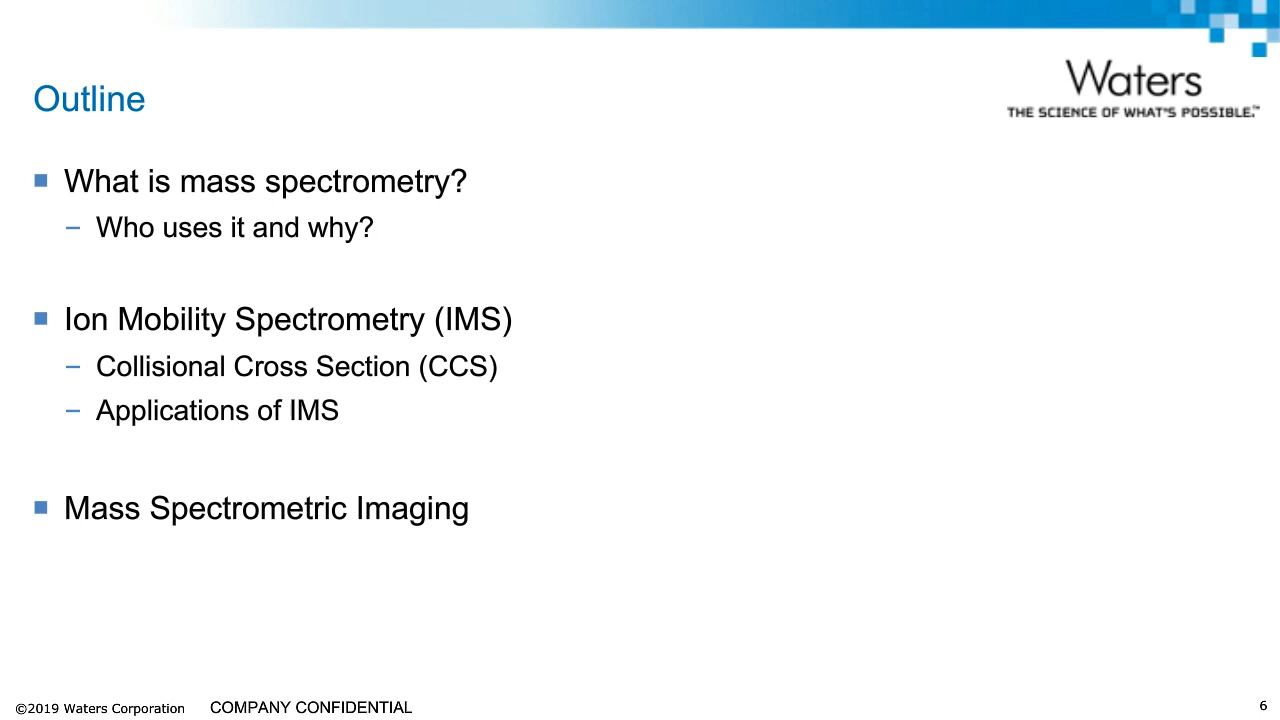 Waters
THE SCIENCE OF WHAT'S POSSIBLE.™
Outline
■ What is mass spectrometry?
– Who uses it and why?
■ Ion Mobility Spectrometry (IMS)
– Collisional Cross Section (CCS)
– Applications of IMS
■ Mass Spectrometric Imaging
©2019 Waters Corporation COMPANY CONFIDENTIAL 6